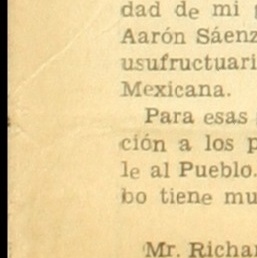 dad de mi
Aarón Sáenz
usufructuari
Mexicana.
Para esas
ción a los p
le al Pueblo.
bo tiene mu
Mr. Richar